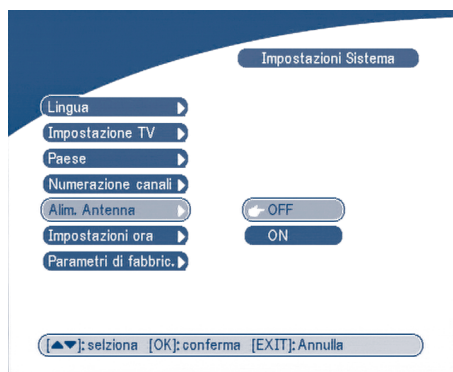 Impostazioni Sistema
Lingua
Impostazione TV
Paese
Numerazione canali
Alim. Antenna
OFF
Impostazioni ora
ON
Parametri di fabbric.
[▲▼]: selziona [OK]: conferma [EXIT]: Annulla